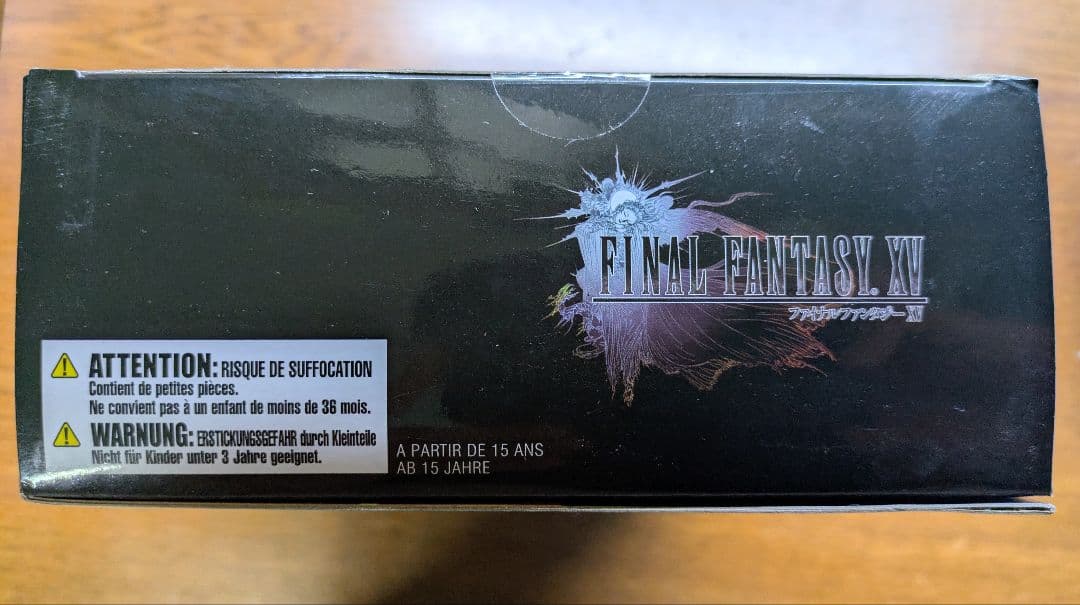 FINAL FANTASY. XV
ファイナルファンタジー XV
ATTENTION: RISQUE DE SUFFOCATION
Contient de petites pièces.
Ne convient pas à un enfant de moins de 36 mois.
WARNUNG: ERSTICKUNGSGEFAHR durch Kleinteile
Nicht für Kinder unter 3 Jahre geeignet.
A PARTIR DE 15 ANS
AB 15 JAHRE